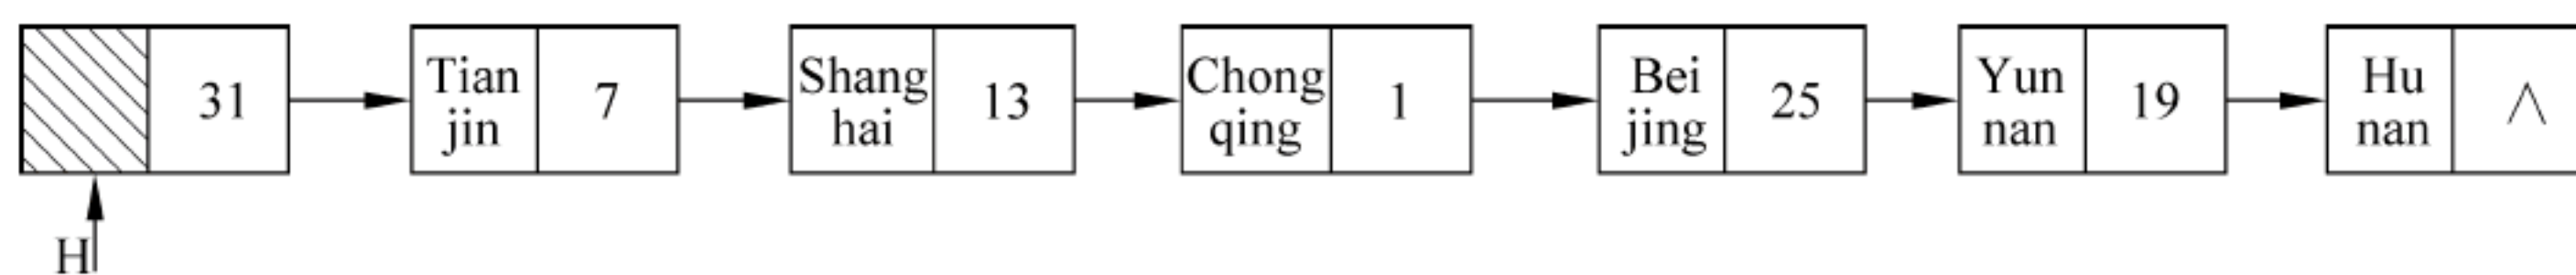 31
Tian
jin
7
Shang
hai
13
Chong
qing
1
Bei
jing
25
Yun
nan
19
Hu
nan
∧
H